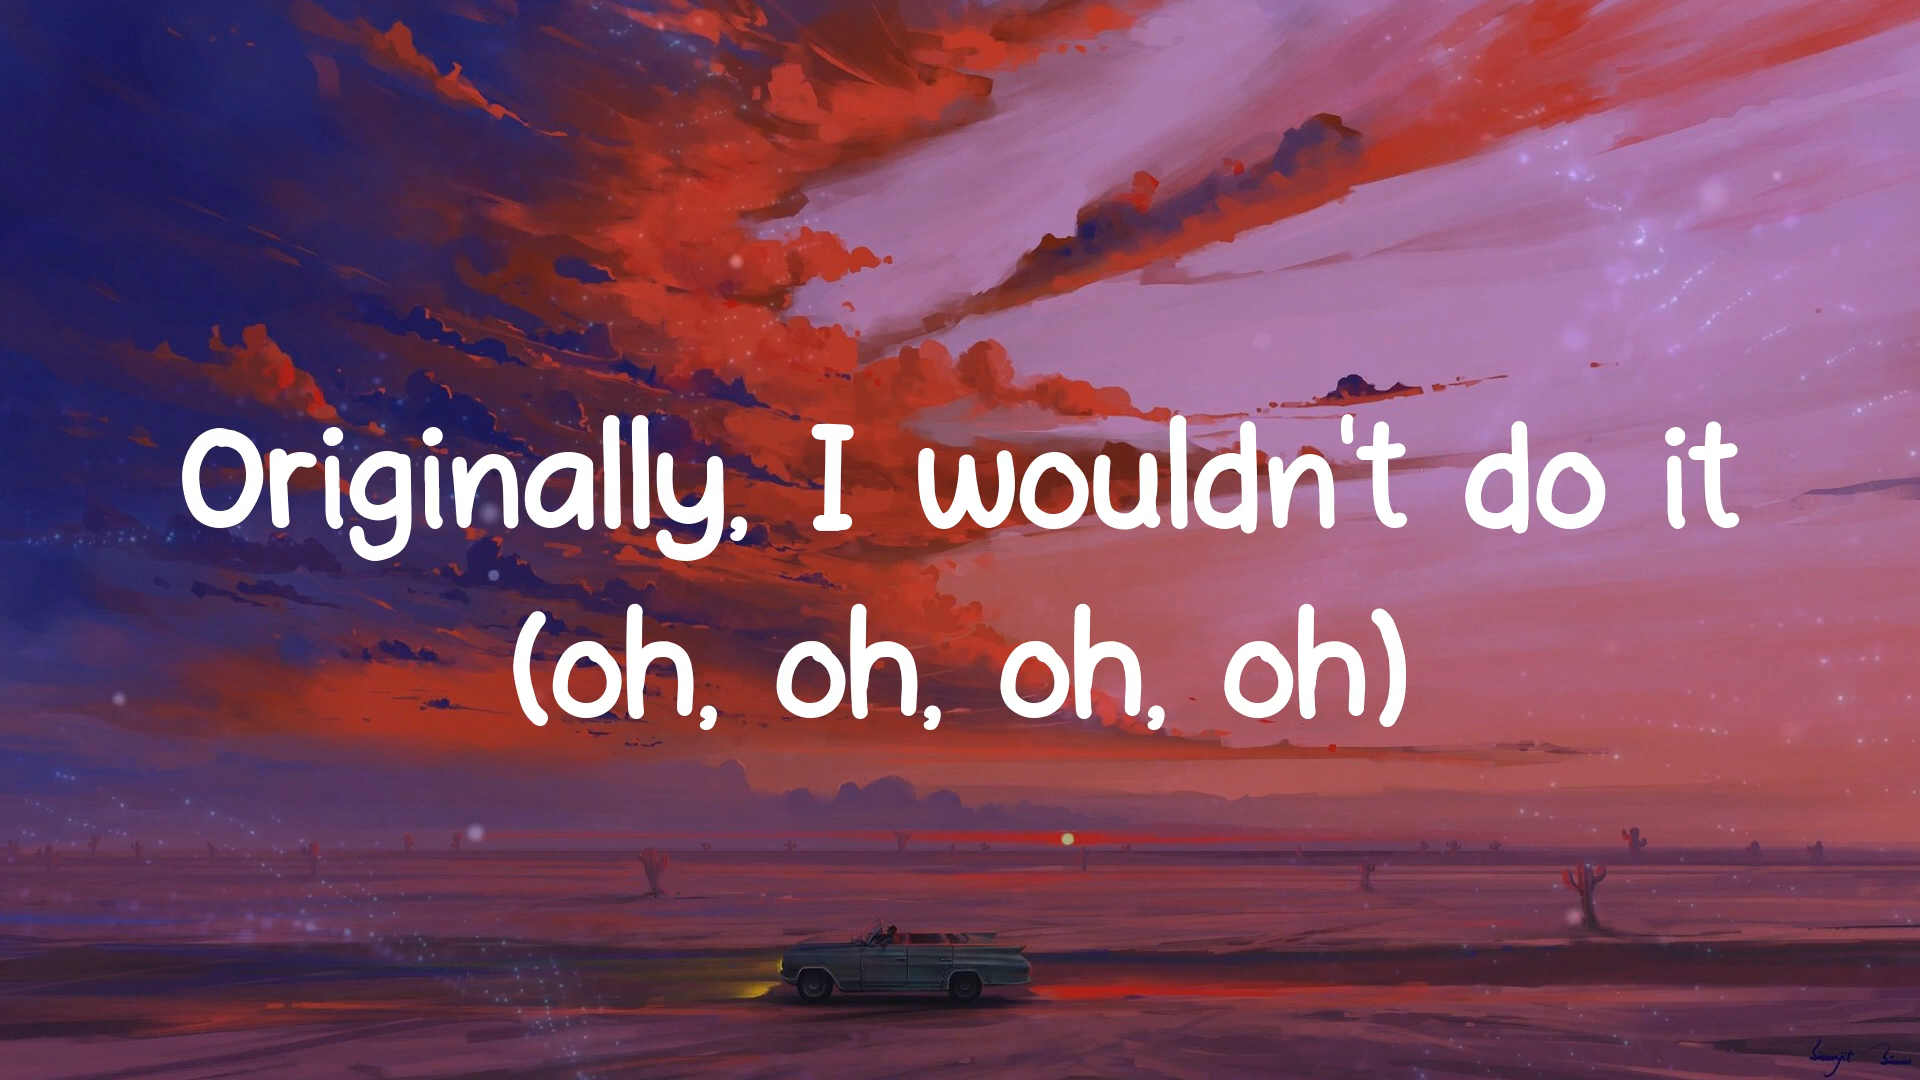 Originally, I wouldn't do it
(oh, oh, oh, oh)